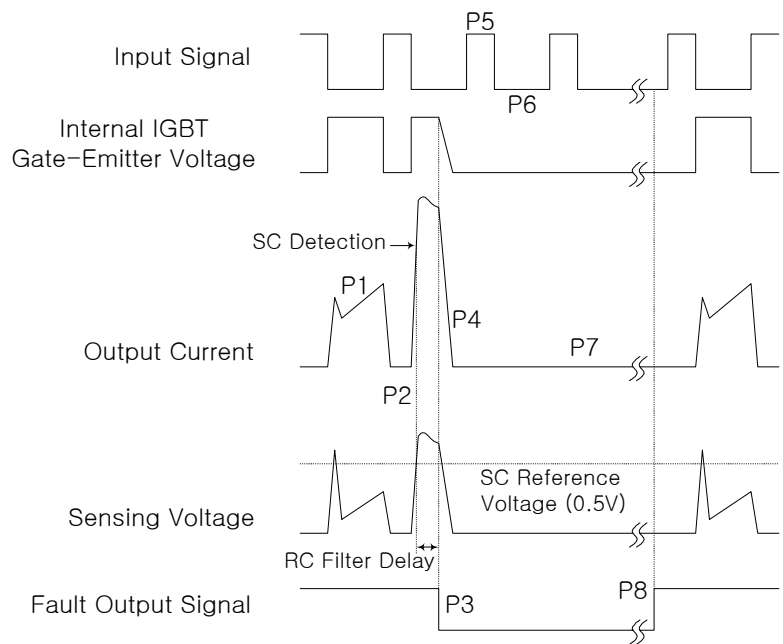 P5
Input Signal
P6
Internal IGBT
Gate-Emitter Voltage
SC Detection
P1
P4
Output Current
P7
P2
SC Reference
Voltage (0.5V)
Sensing Voltage
RC Filter Delay
P3
P8
Fault Output Signal